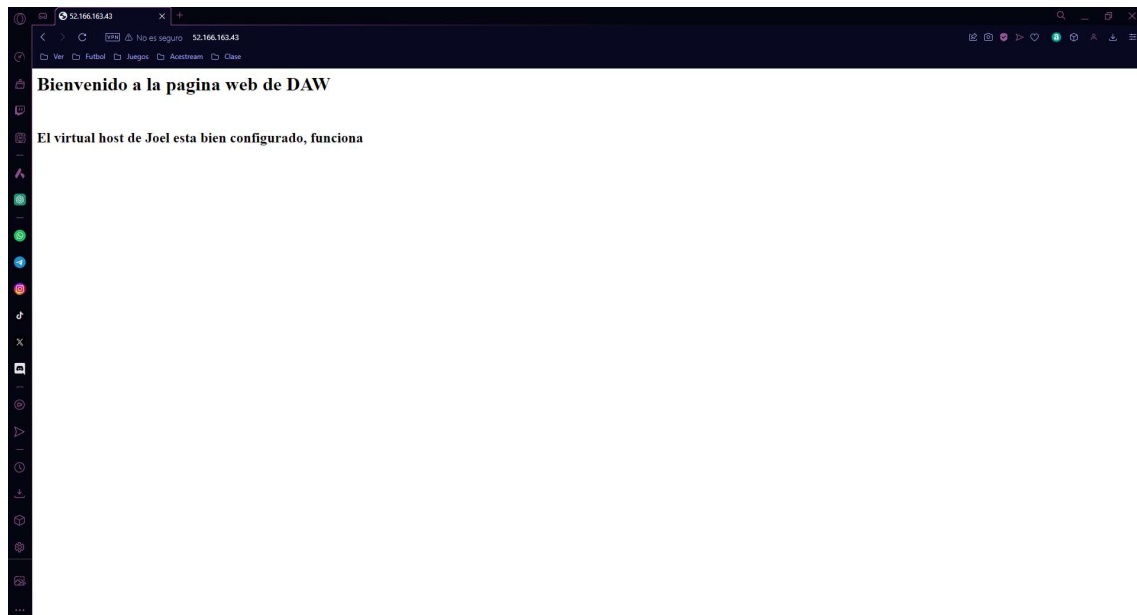 52.166.163.43
VPN No es seguro 52.166.163.43
Ver Futbol Juegos Acestream Clase
Bienvenido a la pagina web de DAW
El virtual host de Joel esta bien configurado, funciona